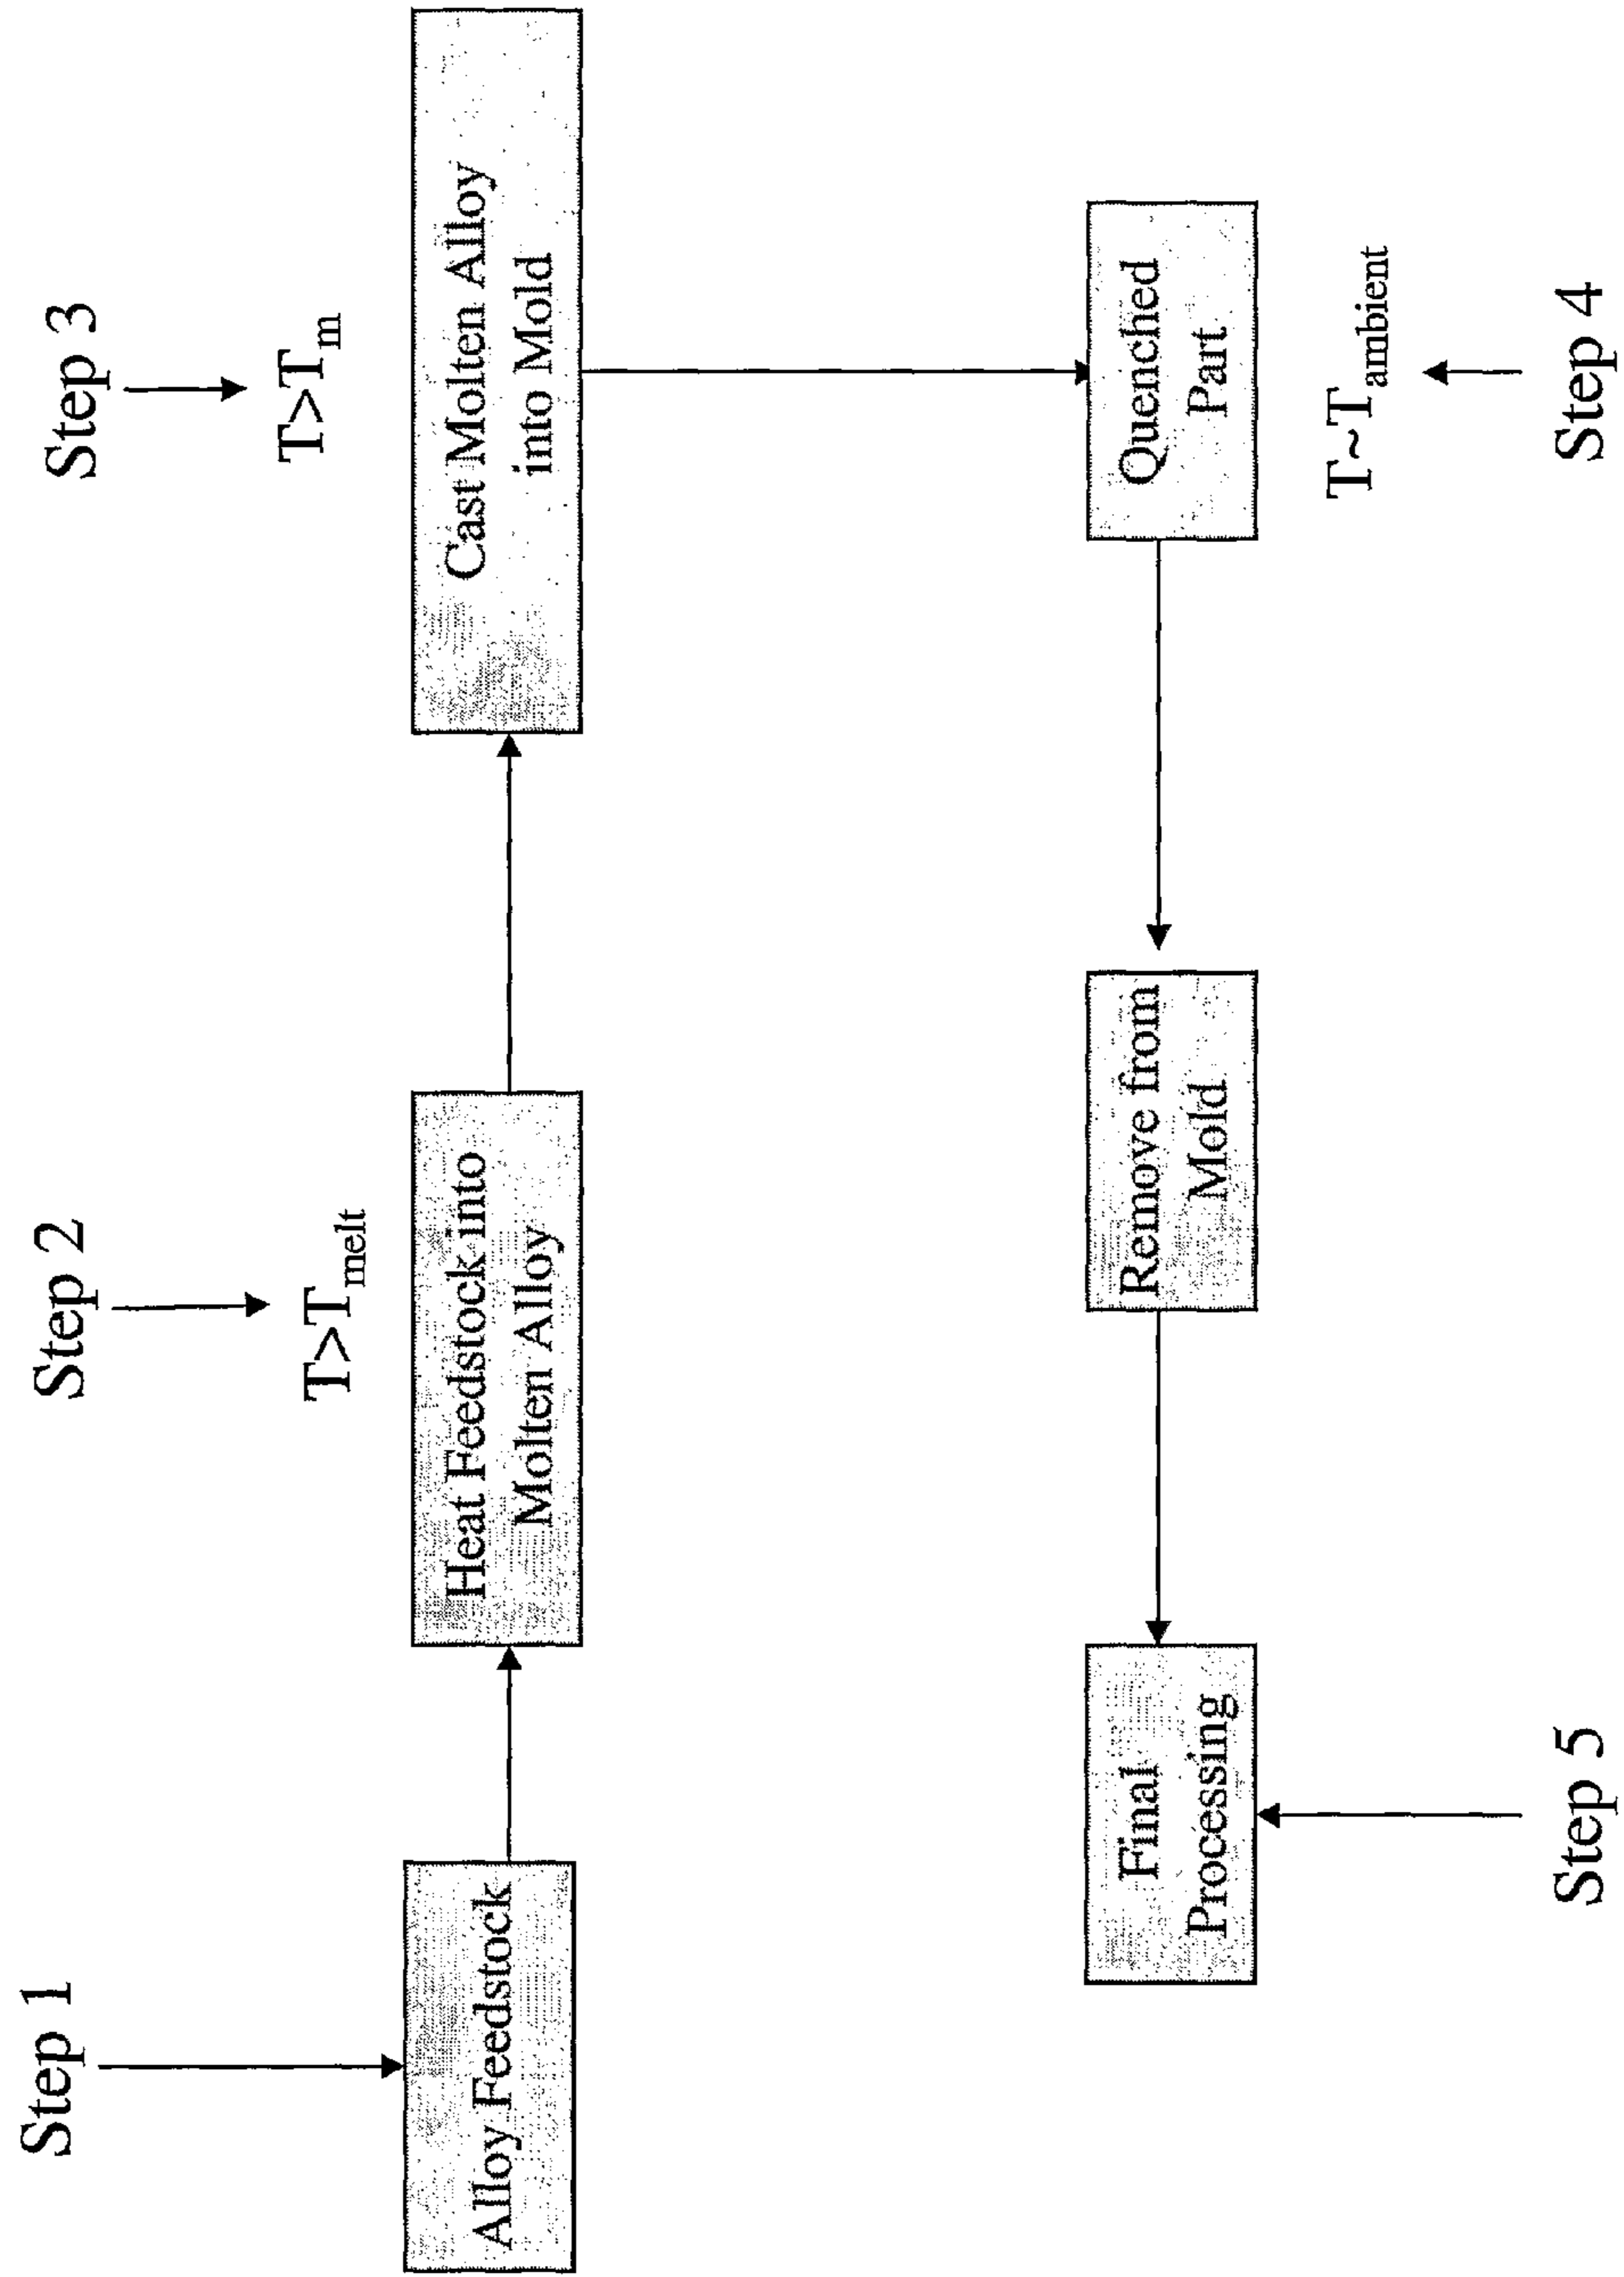 Step 1
Alloy Feedstock
Step 2
T>T_melt
Heat Feedstock into
Molten Alloy
Step 3
T>T_m
Cast Molten Alloy
into Mold
Quenched
Part
T~T_ambient
Step 4
Remove from
Mold
Final
Processing
Step 5